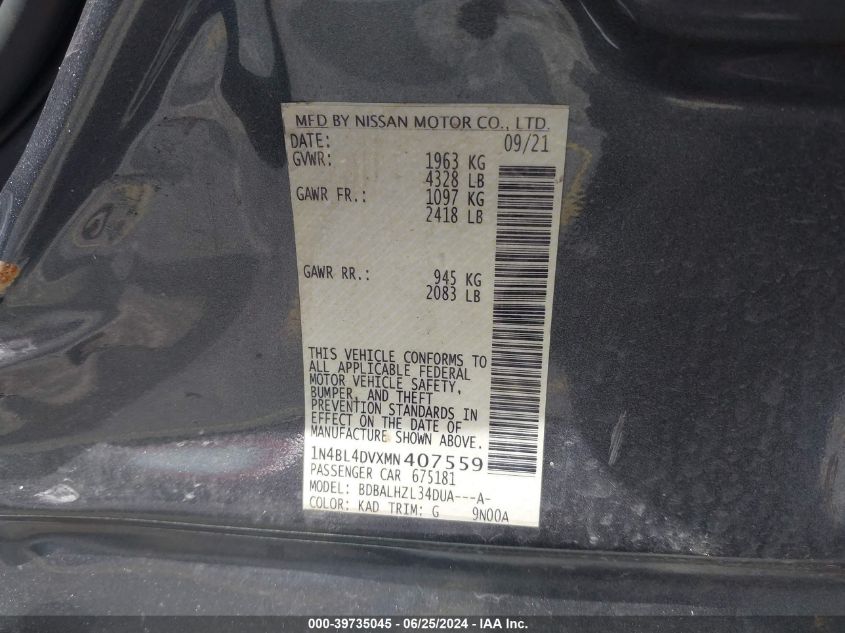 MFD BY NISSAN MOTOR CO., LTD.
DATE: 09/21
GVWR: 1963 KG
4328 LB
GAWR FR.: 1097 KG
2418 LB
GAWR RR.: 945 KG
2083 LB
THIS VEHICLE CONFORMS TO
ALL APPLICABLE FEDERAL
MOTOR VEHICLE SAFETY,
BUMPER, AND THEFT
PREVENTION STANDARDS IN
EFFECT ON THE DATE OF
MANUFACTURE SHOWN ABOVE.
1N4BL4DVXMN407559
PASSENGER CAR 675181
MODEL: BDBALHZL34DUA---A-
COLOR: KAD TRIM: G 9N00A
000-39735045 - 06/25/2024 - IAA Inc.